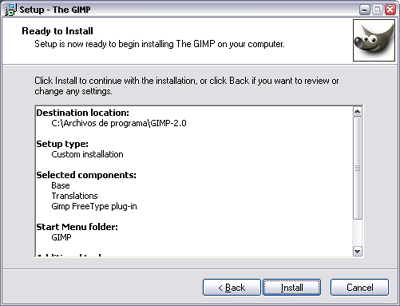 Setup - The GIMP
Ready to Install
Setup is now ready to begin installing The GIMP on your computer.
Click Install to continue with the installation, or click Back if you want to review or
change any settings.
Destination location:
C:\Archivos de programa\GIMP-2.0
Setup type:
Custom installation
Selected components:
Base
Translations
Gimp FreeType plug-in
Start Menu folder:
GIMP
< Back
Install
Cancel